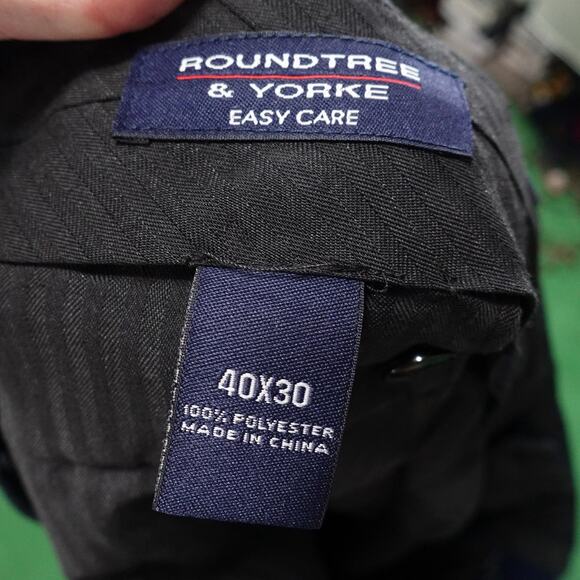 ROUNDTREE
& YORKE
EASY CARE
40X30
100% POLYESTER
MADE IN CHINA